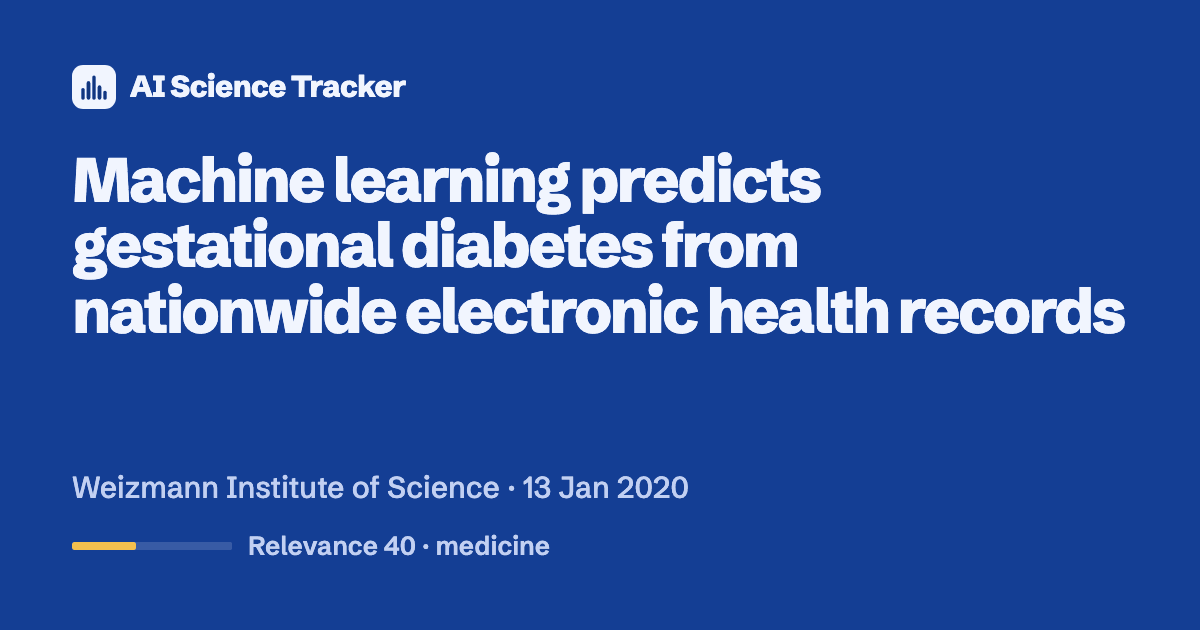 AI Science Tracker
Machine learning predicts
gestational diabetes from
nationwide electronic health records
Weizmann Institute of Science · 13 Jan 2020
Relevance 40 · medicine